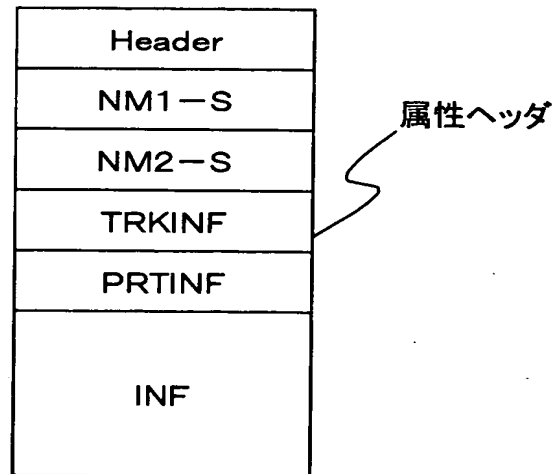 Header
NM1－S
NM2－S
属性ヘッダ
TRKINF
PRTINF
INF